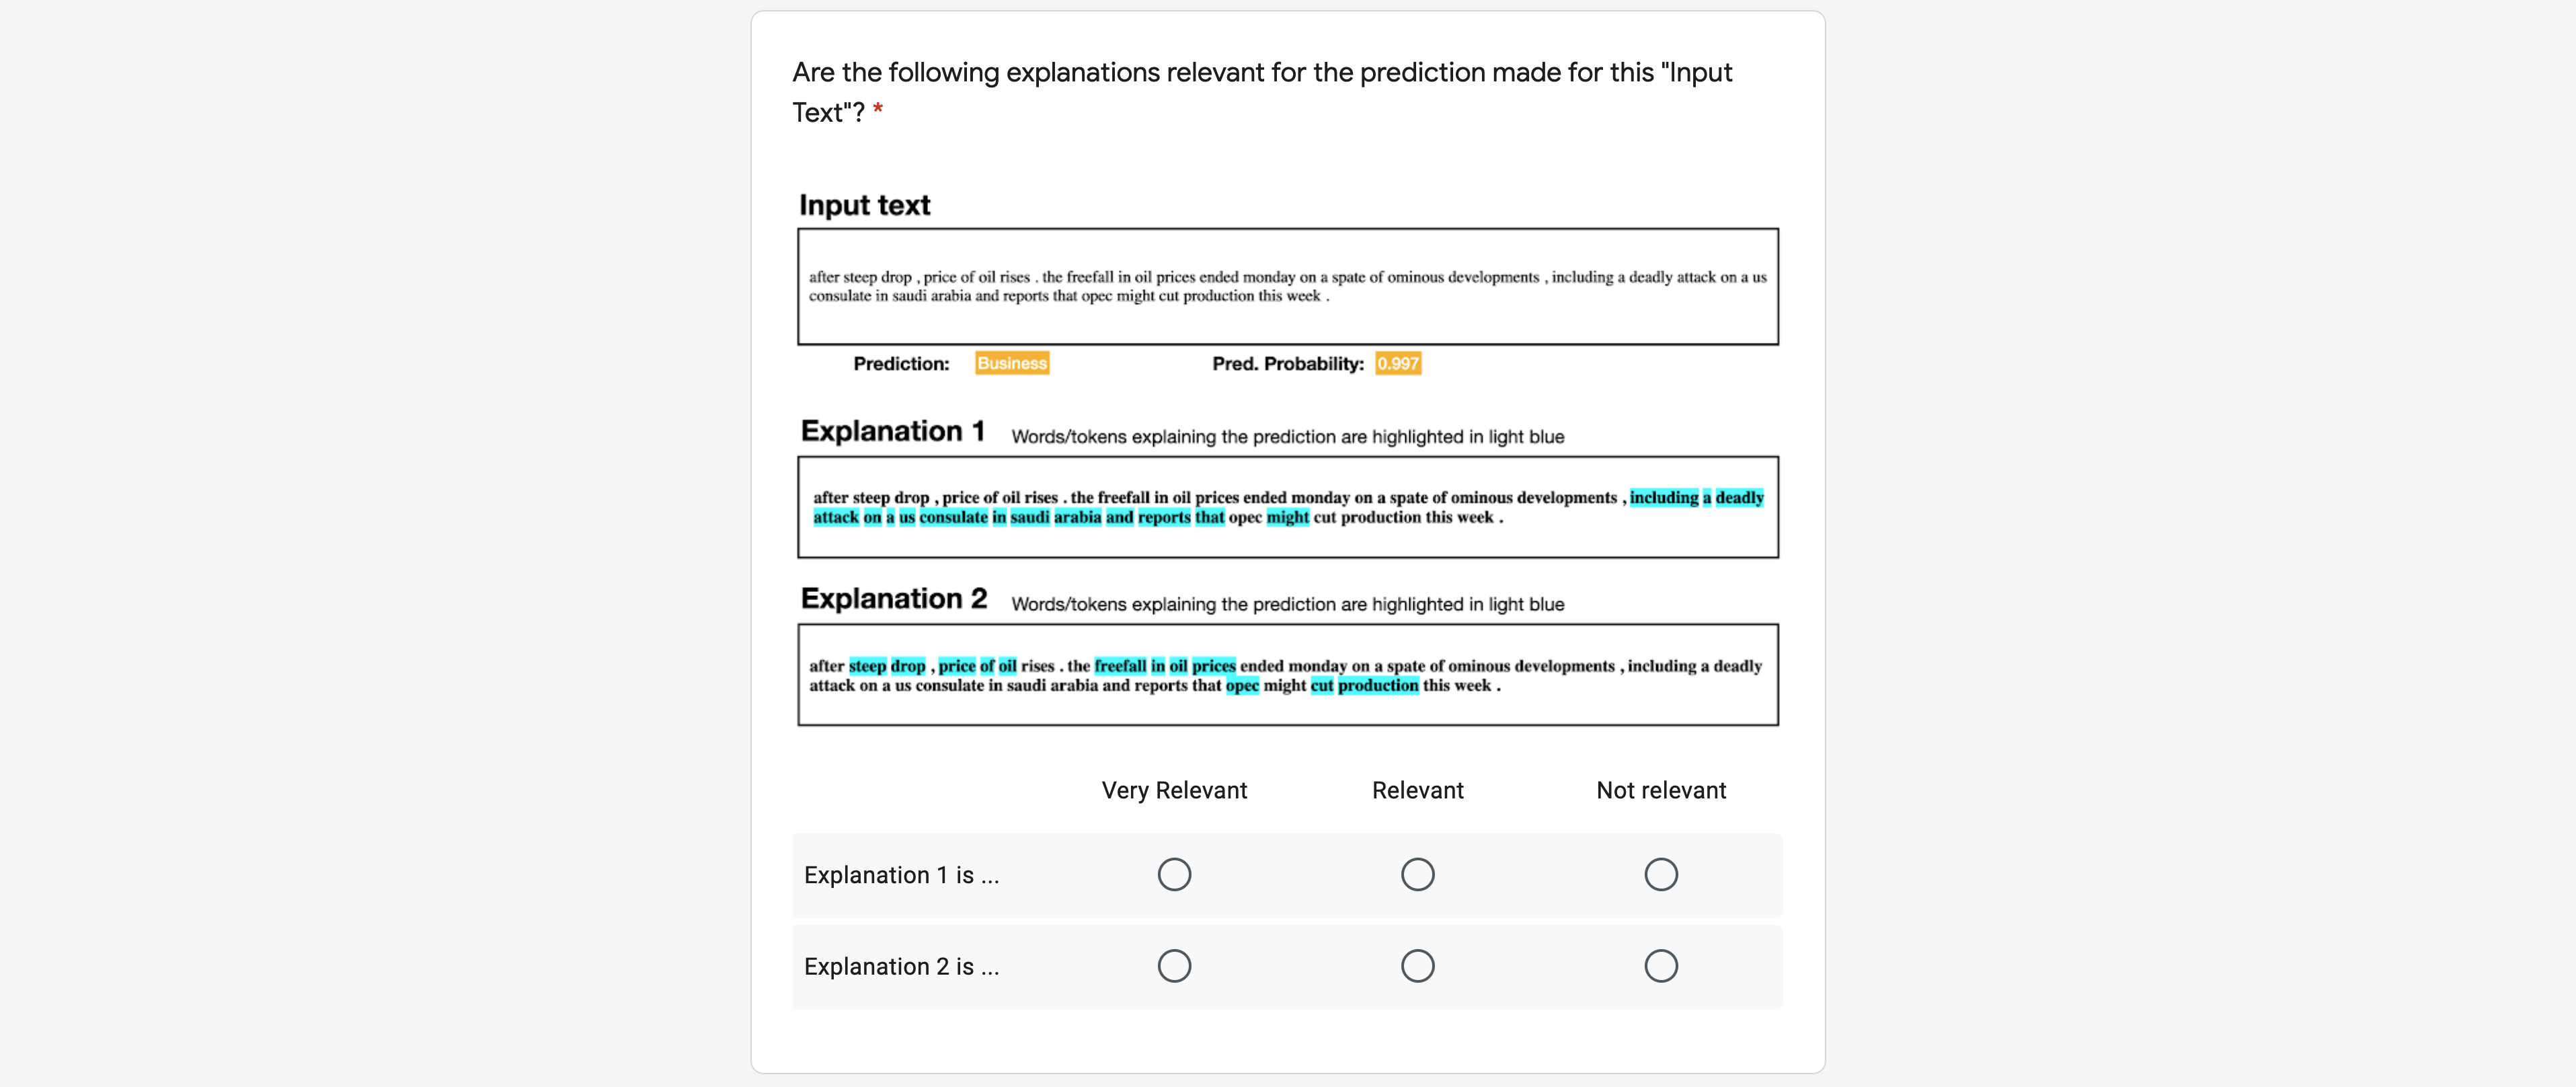 Are the following explanations relevant for the prediction made for this "Input
Text"? *
Input text
after steep drop , price of oil rises . the freefall in oil prices ended monday on a spate of ominous developments , including a deadly attack on a us
consulate in saudi arabia and reports that opec might cut production this week .
Prediction: Business Pred. Probability: 0.997
Explanation 1 Words/tokens explaining the prediction are highlighted in light blue
after steep drop , price of oil rises . the freefall in oil prices ended monday on a spate of ominous developments , including a deadly
attack on a us consulate in saudi arabia and reports that opec might cut production this week .
Explanation 2 Words/tokens explaining the prediction are highlighted in light blue
after steep drop , price of oil rises . the freefall in oil prices ended monday on a spate of ominous developments , including a deadly
attack on a us consulate in saudi arabia and reports that opec might cut production this week .
Very Relevant Relevant Not relevant
Explanation 1 is ...
Explanation 2 is ...